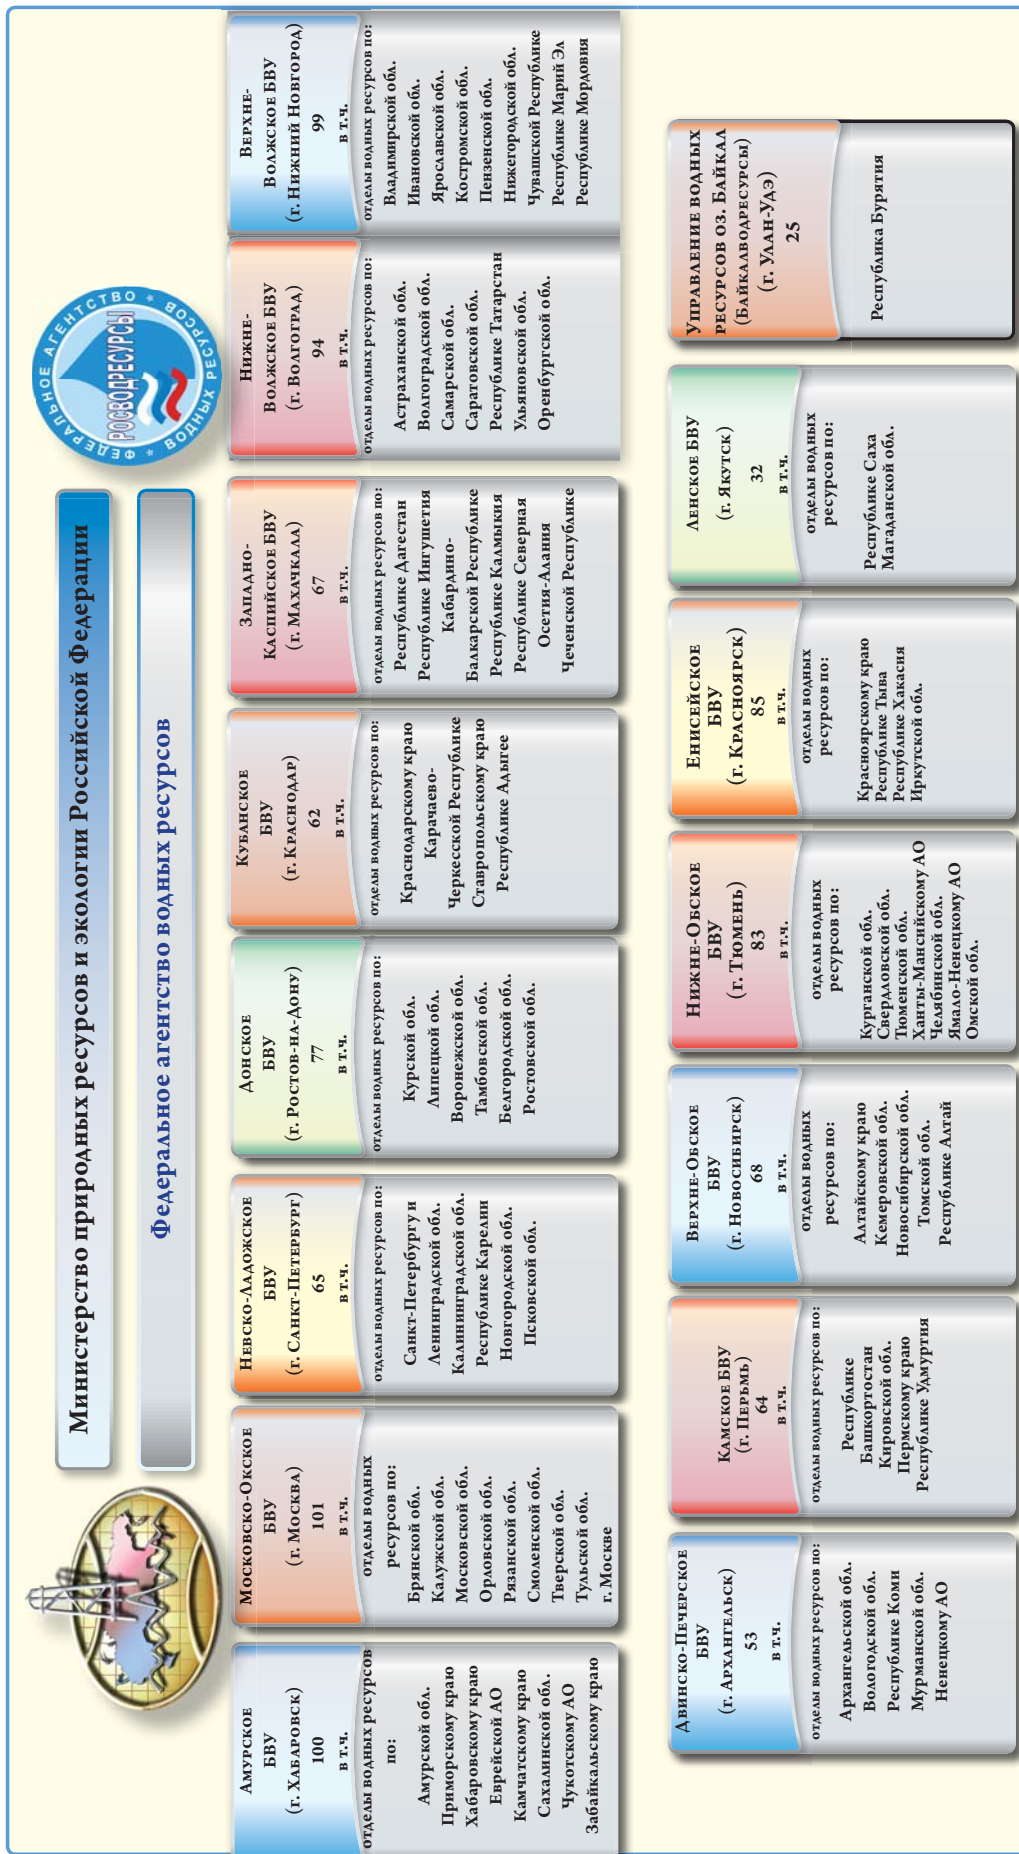 Министерство природных ресурсов и экологии Российской Федерации
Федеральное агентство водных ресурсов
ФЕДЕРАЛЬНОЕ АГЕНТСТВО * ВОДНЫХ РЕСУРСОВ *
РОСВОДРЕСУРСЫ
Амурское
БВУ
(г. Хабаровск)
100
в т.ч.
отделы водных ресурсов
по:
Амурской обл.
Приморскому краю
Хабаровскому краю
Еврейской АО
Камчатскому краю
Сахалинской обл.
Чукотскому АО
Забайкальскому краю
Московско-Окское
БВУ
(г. Москва)
101
в т.ч.
отделы водных
ресурсов по:
Брянской обл.
Калужской обл.
Московской обл.
Орловской обл.
Рязанской обл.
Смоленской обл.
Тверской обл.
Тульской обл.
г. Москве
Невско-Ладожское
БВУ
(г. Санкт-Петербург)
65
в т.ч.
отделы водных ресурсов по:
Санкт-Петербургу и
Ленинградской обл.
Калининградской обл.
Республике Карелии
Новгородской обл.
Псковской обл.
Донское
БВУ
(г. Ростов-на-Дону)
77
в т.ч.
отделы водных ресурсов по:
Курской обл.
Липецкой обл.
Воронежской обл.
Тамбовской обл.
Белгородской обл.
Ростовской обл.
Кубанское
БВУ
(г. Краснодар)
62
в т.ч.
отделы водных ресурсов по:
Краснодарскому краю
Карачаево-
Черкесской Республике
Ставропольскому краю
Республике Адыгее
Западно-
Каспийское БВУ
(г. Махачкала)
67
в т.ч.
отделы водных ресурсов по:
Республике Дагестан
Республике Ингушетия
Кабардино-
Балкарской Республике
Республике Калмыкия
Республике Северная
Осетия-Алания
Чеченской Республике
Нижне-
Волжское БВУ
(г. Волгоград)
94
в т.ч.
отделы водных ресурсов по:
Астраханской обл.
Волгоградской обл.
Самарской обл.
Саратовской обл.
Республике Татарстан
Ульяновской обл.
Оренбургской обл.
Верхне-
Волжское БВУ
(г. Нижний Новгород)
99
в т.ч.
отделы водных ресурсов по:
Владимирской обл.
Ивановской обл.
Ярославской обл.
Костромской обл.
Пензенской обл.
Нижегородской обл.
Чувашской Республике
Республике Марий Эл
Республике Мордовия
Двинско-Печерское
БВУ
(г. Архангельск)
53
в т.ч.
отделы водных ресурсов по:
Архангельской обл.
Вологодской обл.
Республике Коми
Мурманской обл.
Ненецкому АО
Камское БВУ
(г. Пермь)
64
в т.ч.
отделы водных ресурсов по:
Республике
Башкортостан
Кировской обл.
Пермскому краю
Республике Удмуртия
Верхне-Обское
БВУ
(г. Новосибирск)
68
в т.ч.
отделы водных
ресурсов по:
Алтайскому краю
Кемеровской обл.
Новосибирской обл.
Томской обл.
Республике Алтай
Нижне-Обское
БВУ
(г. Тюмень)
83
в т.ч.
отделы водных
ресурсов по:
Курганской обл.
Свердловской обл.
Тюменской обл.
Ханты-Мансийскому АО
Челябинской обл.
Ямало-Ненецкому АО
Омской обл.
Енисейское
БВУ
(г. Красноярск)
85
в т.ч.
отделы водных
ресурсов по:
Красноярскому краю
Республике Тыва
Республике Хакасия
Иркутской обл.
Ленское БВУ
(г. Якутск)
32
в т.ч.
отделы водных
ресурсов по:
Республике Саха
Магаданской обл.
Управление водных
ресурсов оз. Байкал
(Байкалводресурсы)
(г. Улан-Удэ)
25
Республика Бурятия